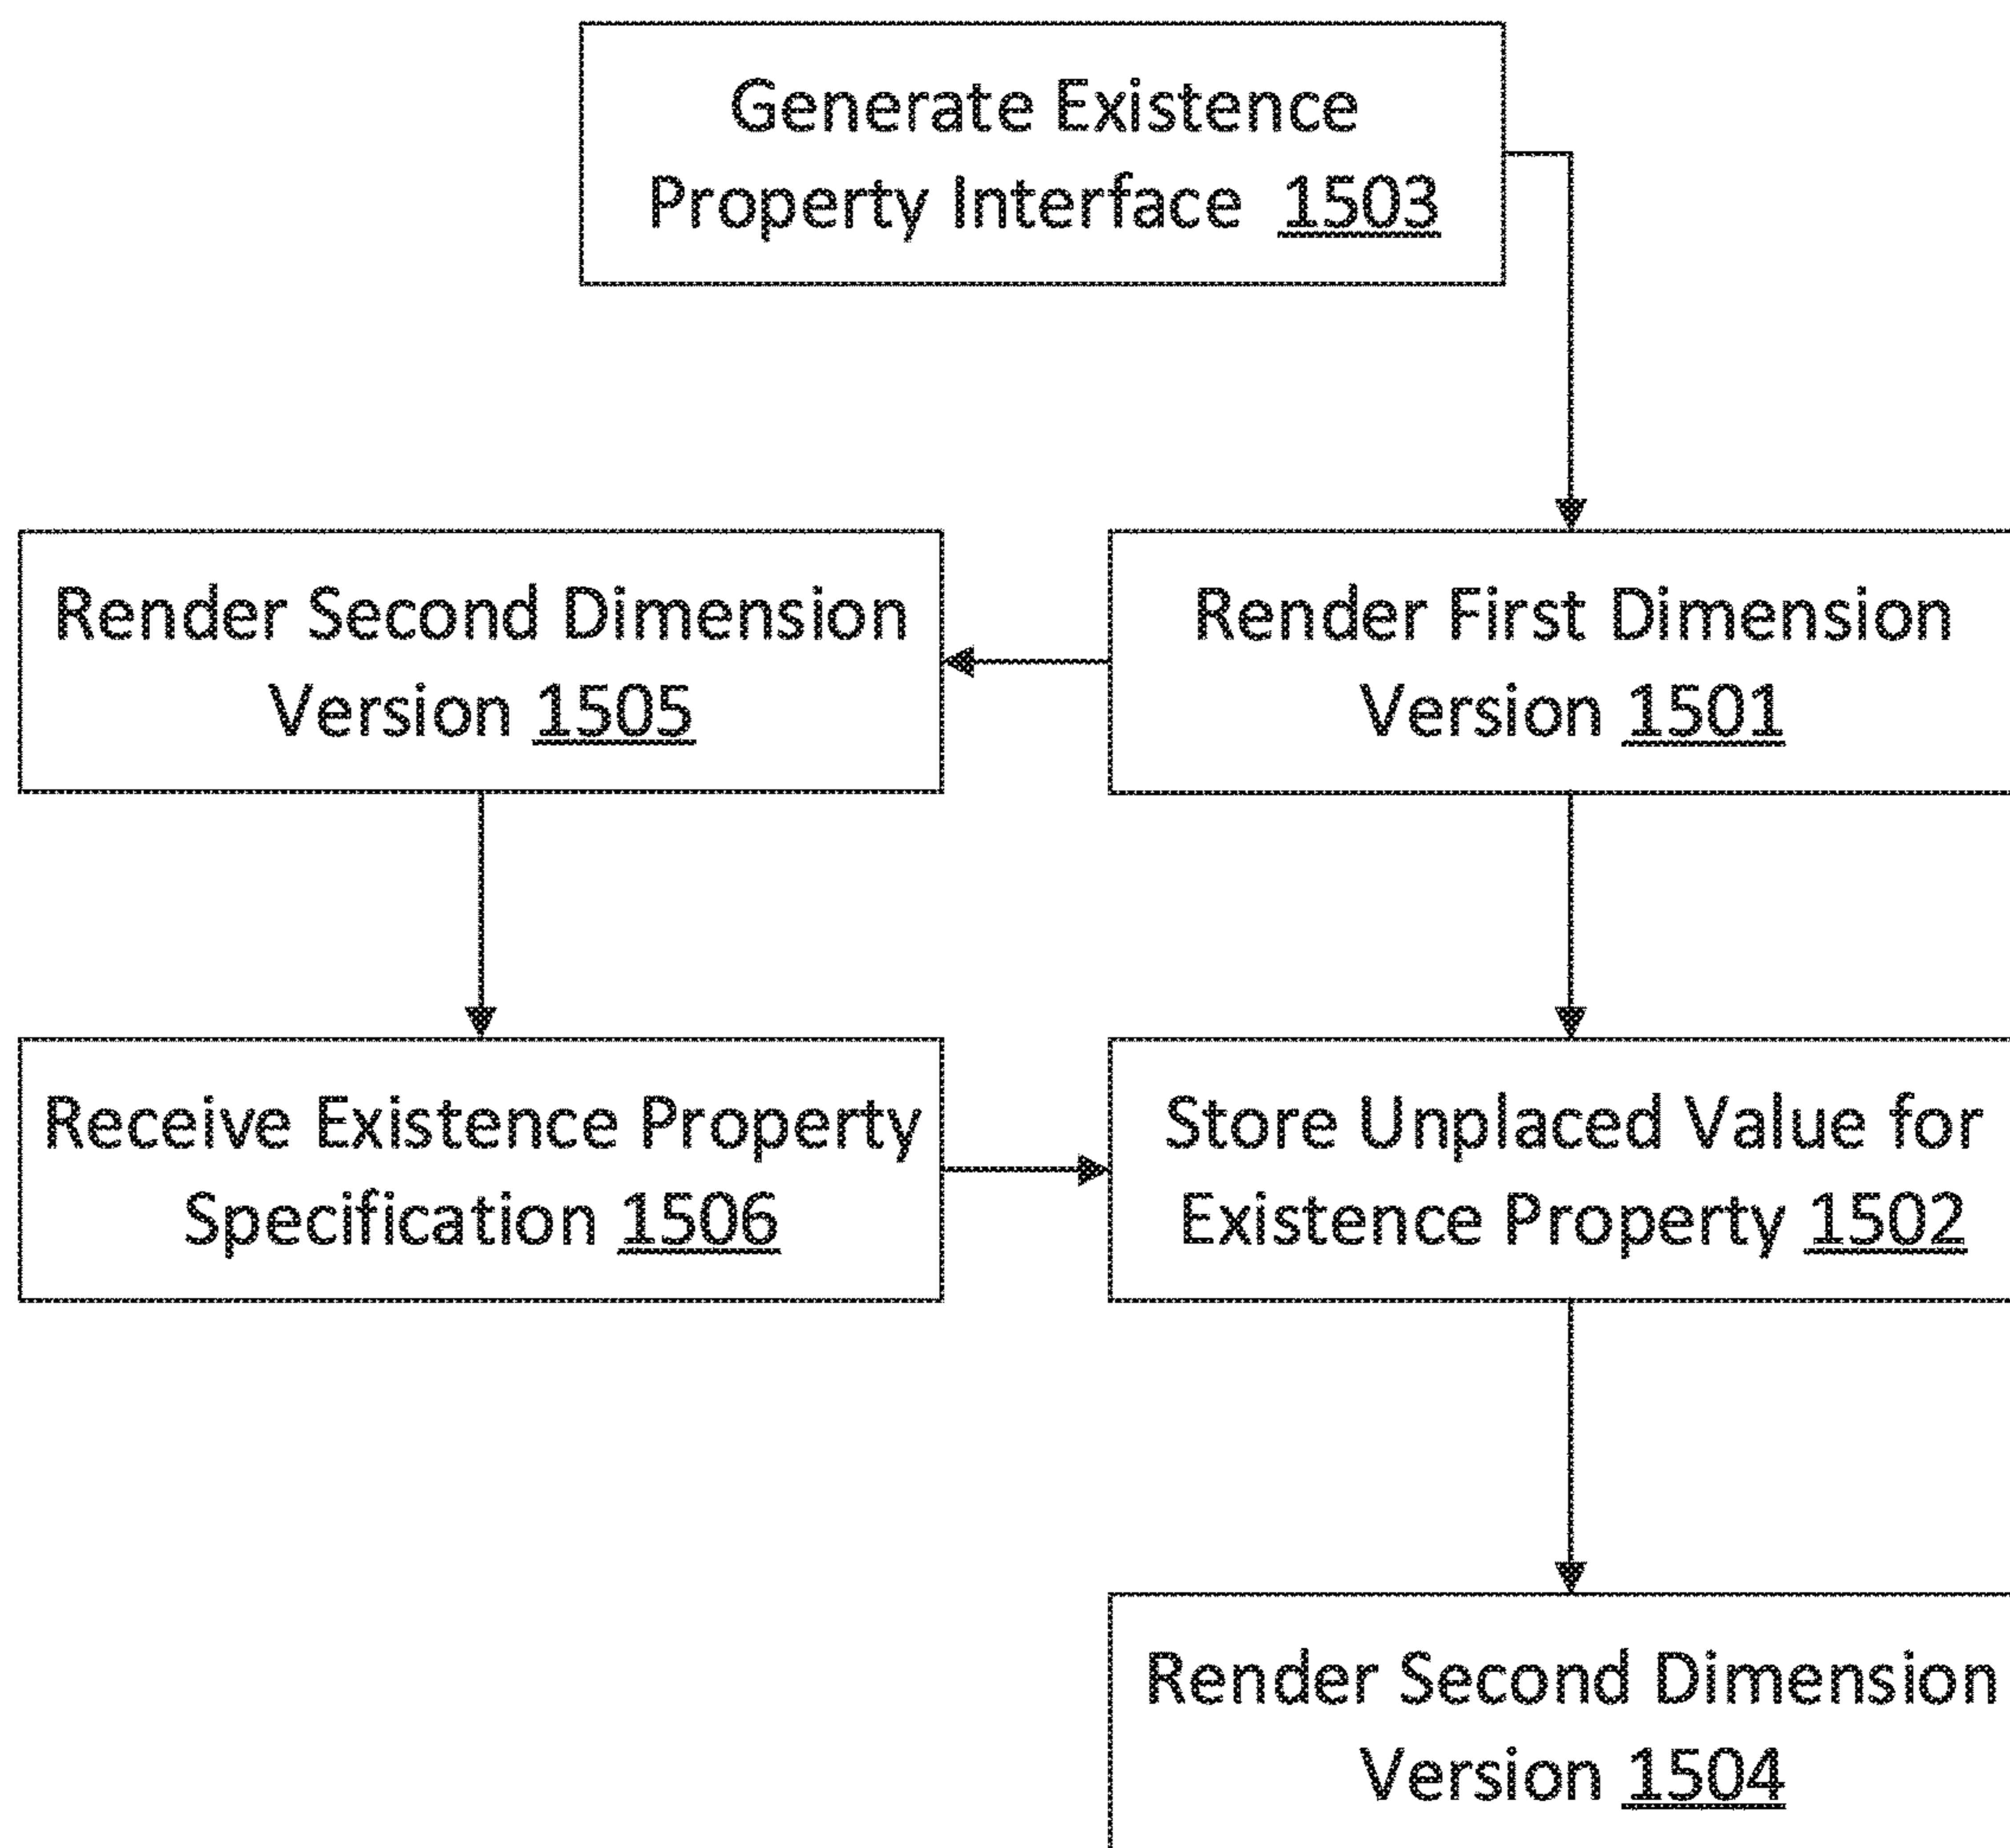 Generate Existence
Property Interface 1503
Render Second Dimension
Version 1505
Render First Dimension
Version 1501
Receive Existence Property
Specification 1506
Store Unplaced Value for
Existence Property 1502
Render Second Dimension
Version 1504